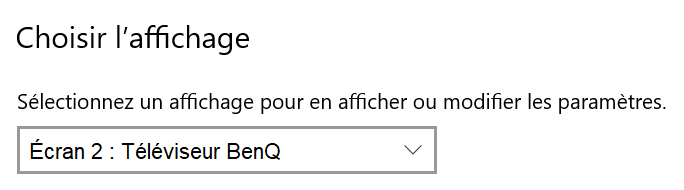 Choisir l’affichage
Sélectionnez un affichage pour en afficher ou modifier les paramètres.
Écran 2 : Téléviseur BenQ